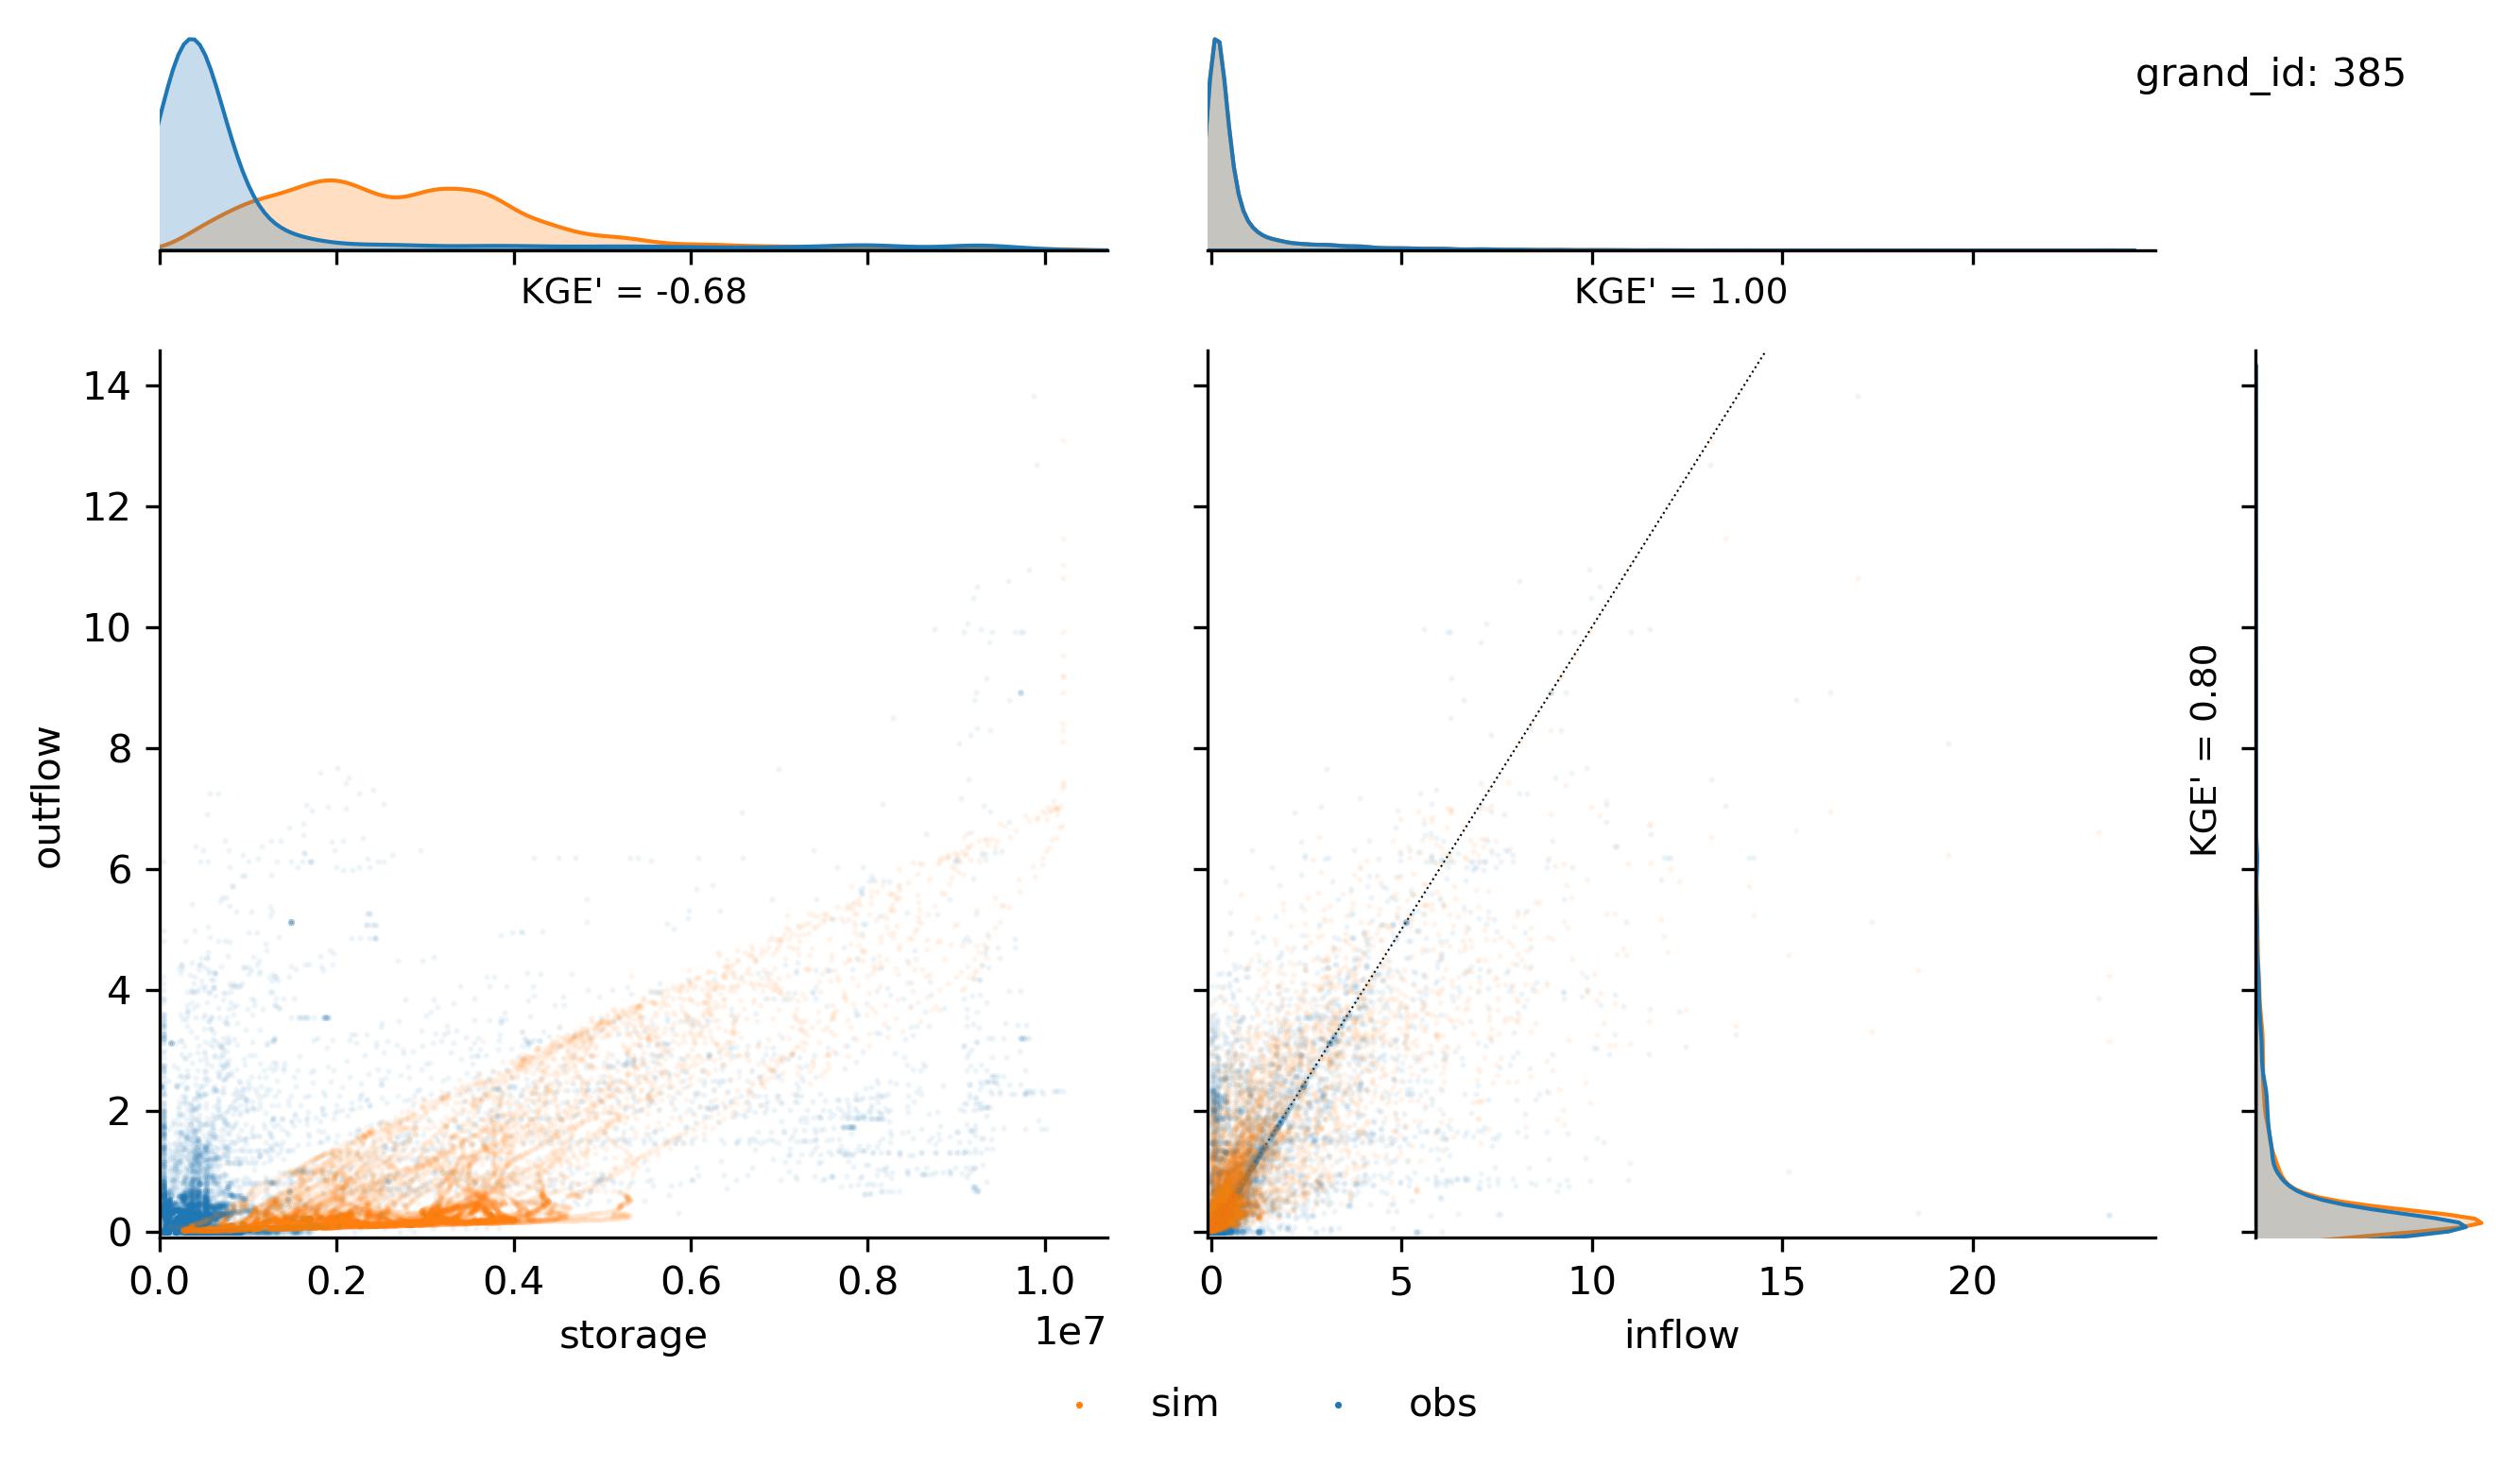 grand_id: 385
KGE' = -0.68
KGE' = 1.00
14
12
10
8
6
4
2
0
outflow
KGE' = 0.80
0.0 0.2 0.4 0.6 0.8 1.0
1e7
storage
0 5 10 15 20
inflow
sim obs